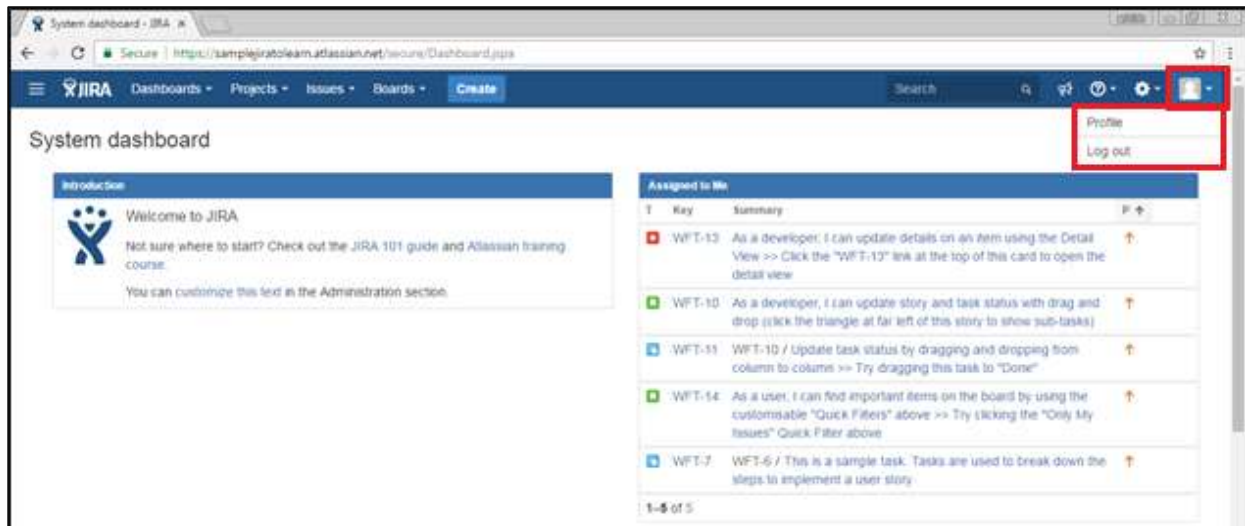 System dashboard - JIRA
Secure | https://samplejiratolearn.atlassian.net/secure/Dashboard.jspa
JIRA Dashboards Projects Issues Boards Create Search
Profile
Log out
System dashboard
Introduction
Welcome to JIRA
Not sure where to start? Check out the JIRA 101 guide and Atlassian training
course.
You can customize this text in the Administration section.
Assigned to Me
T Key Summary P
WFT-13 As a developer, I can update details on an item using the Detail
View >> Click the "WFT-13" link at the top of this card to open the
detail view
WFT-10 As a developer, I can update story and task status with drag and
drop (click the triangle at far left of this story to show sub-tasks)
WFT-11 WFT-10 / Update task status by dragging and dropping from
column to column >> Try dragging this task to "Done"
WFT-14 As a user, I can find important items on the board by using the
customisable "Quick Filters" above >> Try clicking the "Only My
Issues" Quick Filter above
WFT-7 WFT-6 / This is a sample task. Tasks are used to break down the
steps to implement a user story
1–5 of 5